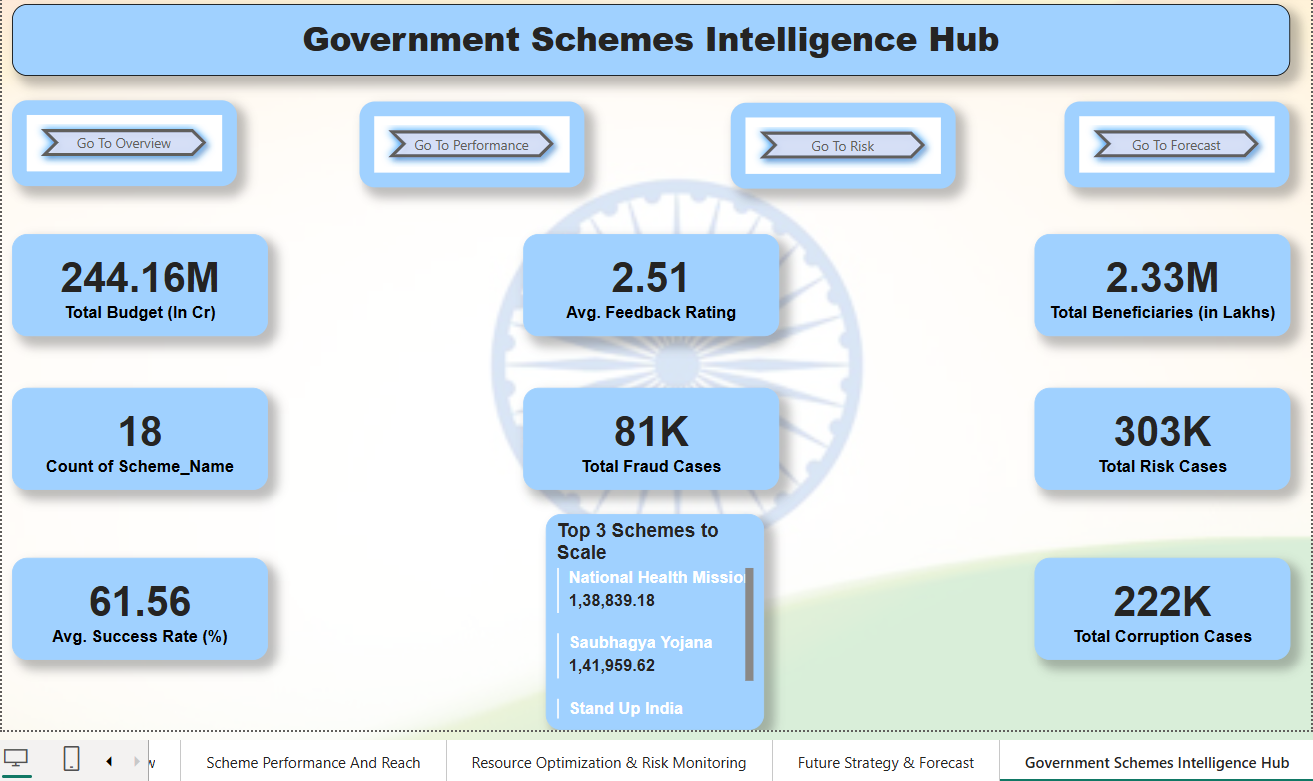 Government Schemes Intelligence Hub
Go To Overview
Go To Performance
Go To Risk
Go To Forecast
244.16M
Total Budget (In Cr)
2.51
Avg. Feedback Rating
2.33M
Total Beneficiaries (in Lakhs)
18
Count of Scheme_Name
81K
Total Fraud Cases
303K
Total Risk Cases
61.56
Avg. Success Rate (%)
Top 3 Schemes to
Scale
National Health Mission
1,38,839.18
Saubhagya Yojana
1,41,959.62
Stand Up India
222K
Total Corruption Cases
w
Scheme Performance And Reach
Resource Optimization & Risk Monitoring
Future Strategy & Forecast
Government Schemes Intelligence Hub